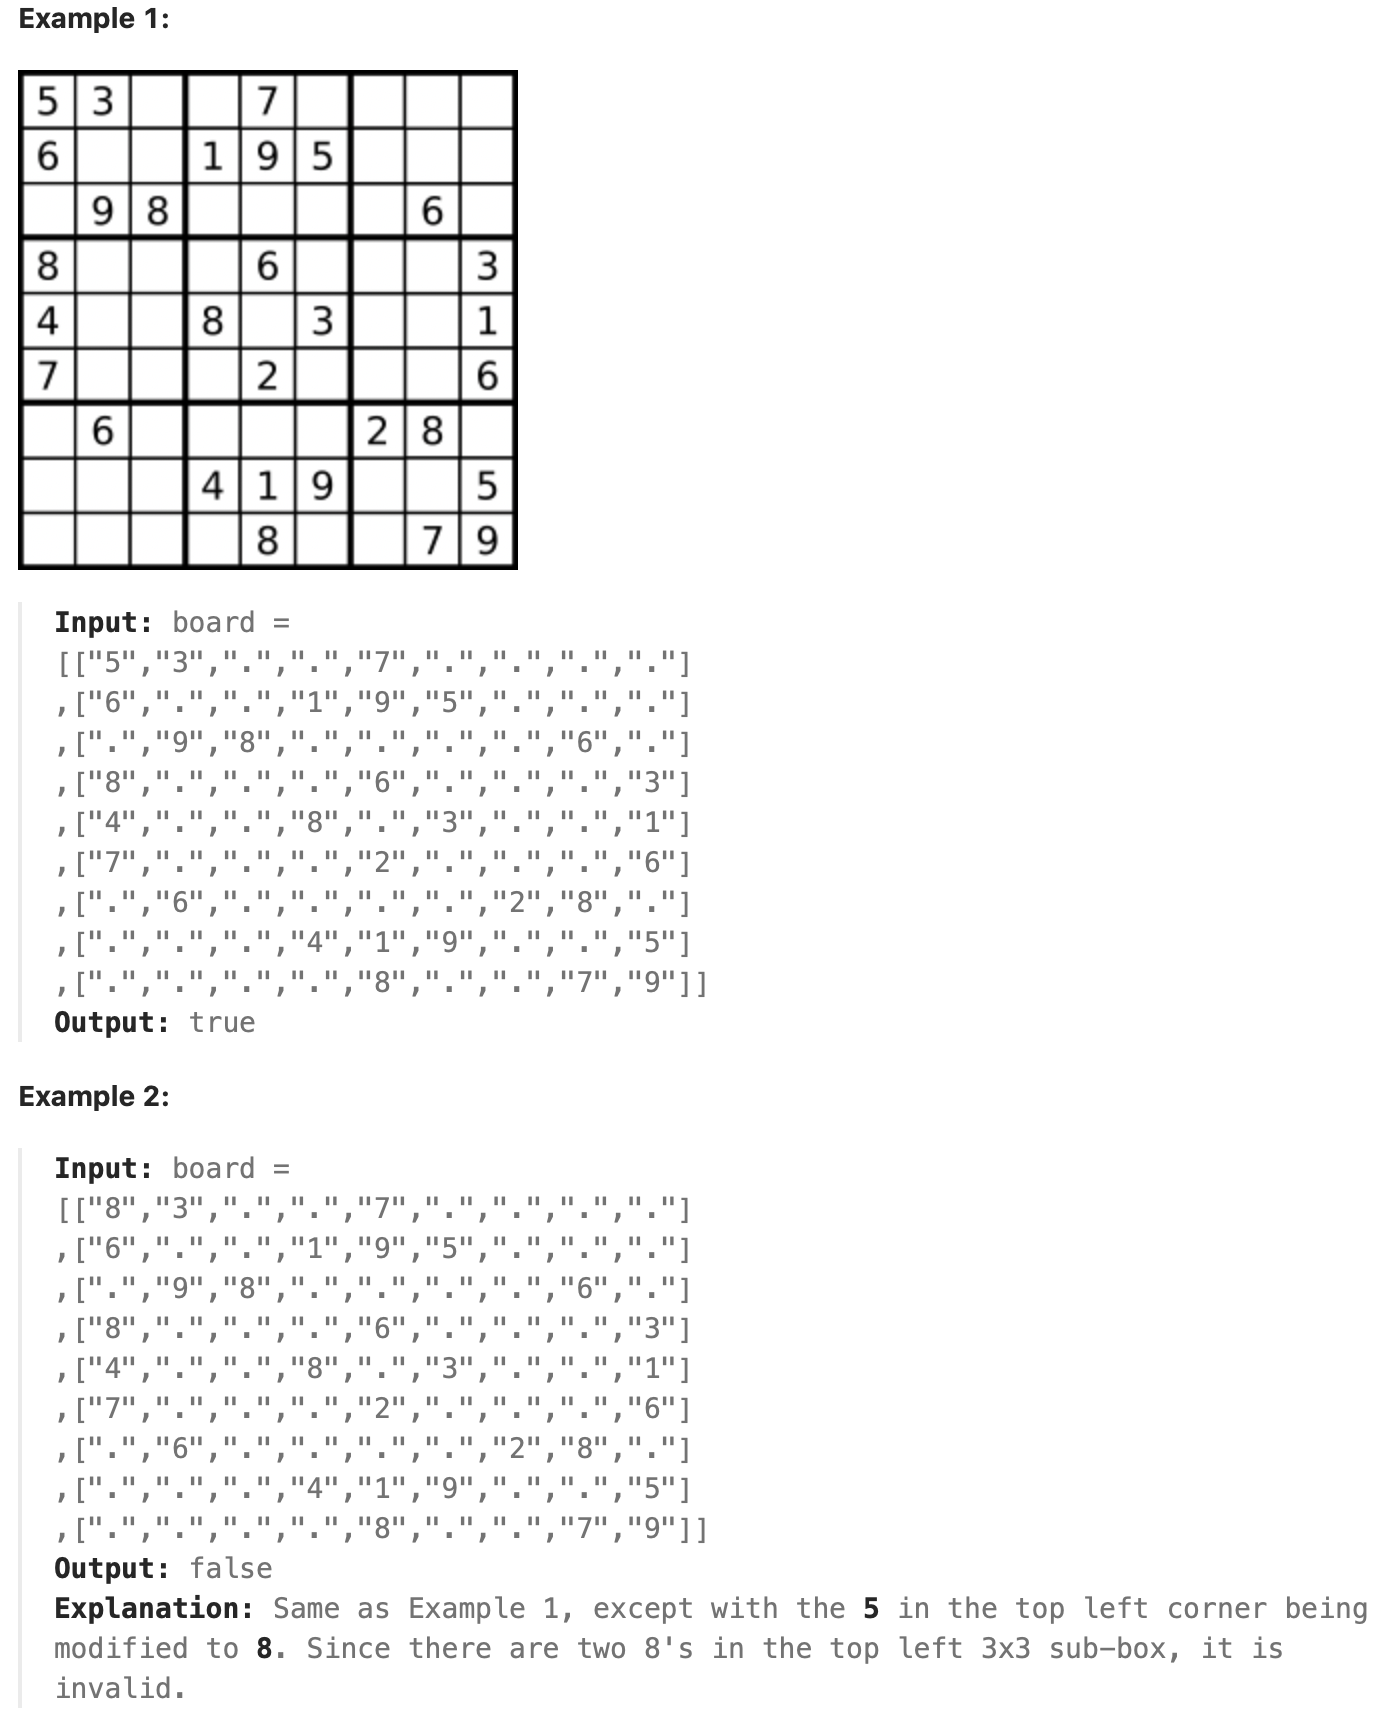 Example 1:
5 3 7
6 1 9 5
9 8 6
8 6 3
4 8 3 1
7 2 6
6 2 8
4 1 9 5
8 7 9
Input: board =
[["5","3",".",".","7",".",".",".","."]
,["6",".",".","1","9","5",".",".","."]
,[".","9","8",".",".",".",".","6","."]
,["8",".",".",".","6",".",".",".","3"]
,["4",".",".","8",".","3",".",".","1"]
,["7",".",".",".","2",".",".",".","6"]
,[".","6",".",".",".",".","2","8","."]
,[".",".",".","4","1","9",".",".","5"]
,[".",".",".",".","8",".",".","7","9"]]
Output: true
Example 2:
Input: board =
[["8","3",".",".","7",".",".",".","."]
,["6",".",".","1","9","5",".",".","."]
,[".","9","8",".",".",".",".","6","."]
,["8",".",".",".","6",".",".",".","3"]
,["4",".",".","8",".","3",".",".","1"]
,["7",".",".",".","2",".",".",".","6"]
,[".","6",".",".",".",".","2","8","."]
,[".",".",".","4","1","9",".",".","5"]
,[".",".",".",".","8",".",".","7","9"]]
Output: false
Explanation: Same as Example 1, except with the 5 in the top left corner being
modified to 8. Since there are two 8's in the top left 3x3 sub-box, it is
invalid.